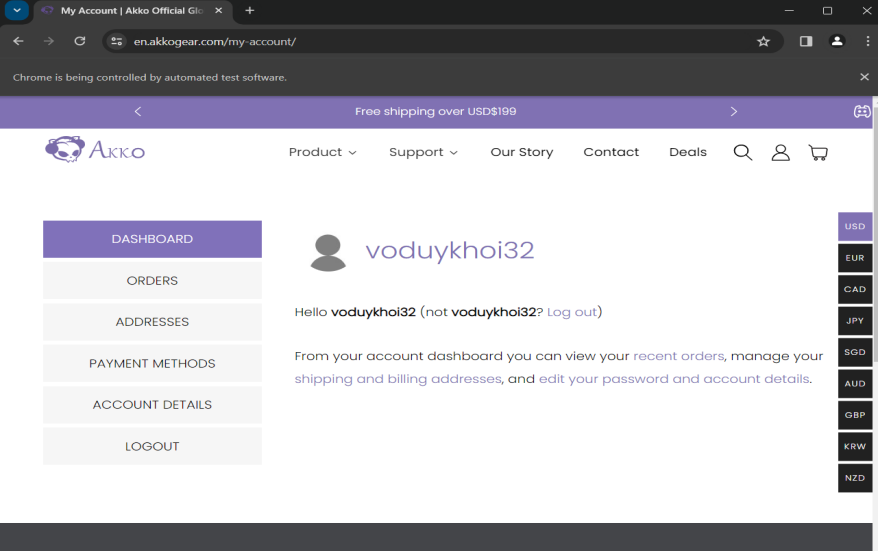 My Account | Akko Official Glo
en.akkogear.com/my-account/
Chrome is being controlled by automated test software.
Free shipping over USD$199
AKKO
Product
Support
Our Story
Contact
Deals
DASHBOARD
ORDERS
ADDRESSES
PAYMENT METHODS
ACCOUNT DETAILS
LOGOUT
voduykhoi32
Hello voduykhoi32 (not voduykhoi32? Log out)
From your account dashboard you can view your recent orders, manage your
shipping and billing addresses, and edit your password and account details.
USD
EUR
CAD
JPY
SGD
AUD
GBP
KRW
NZD